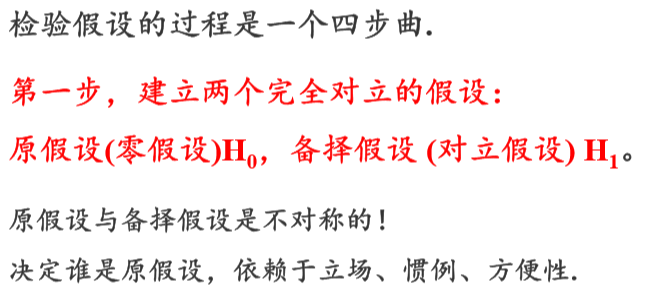 检验假设的过程是一个四步曲.
第一步，建立两个完全对立的假设：
原假设(零假设)H₀，备择假设 (对立假设) H₁。
原假设与备择假设是不对称的！
决定谁是原假设，依赖于立场、惯例、方便性.